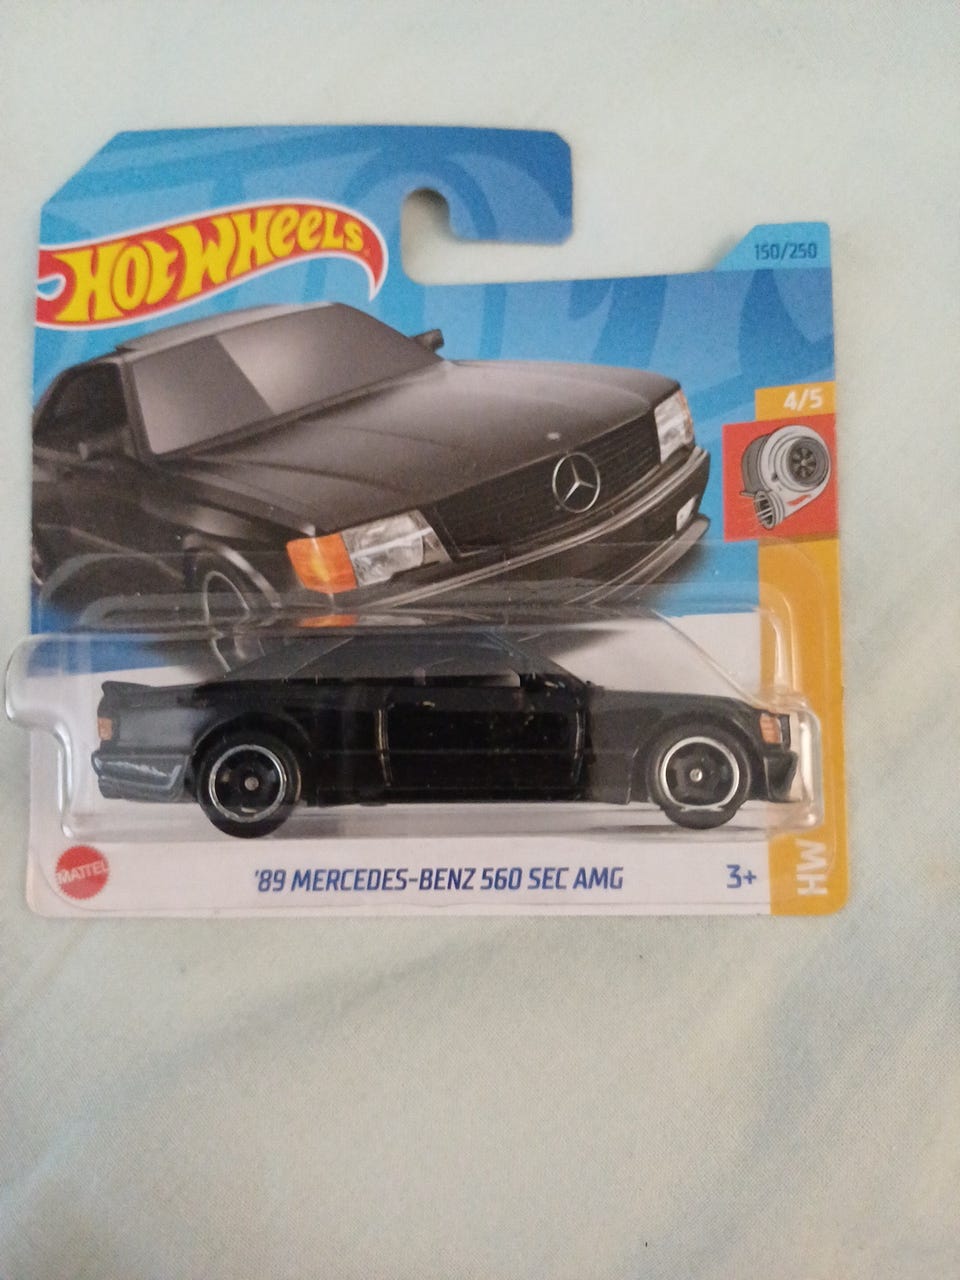 HOT WHEELS
150/250
4/5
MATTEL
'89 MERCEDES-BENZ 560 SEC AMG
3+
HW